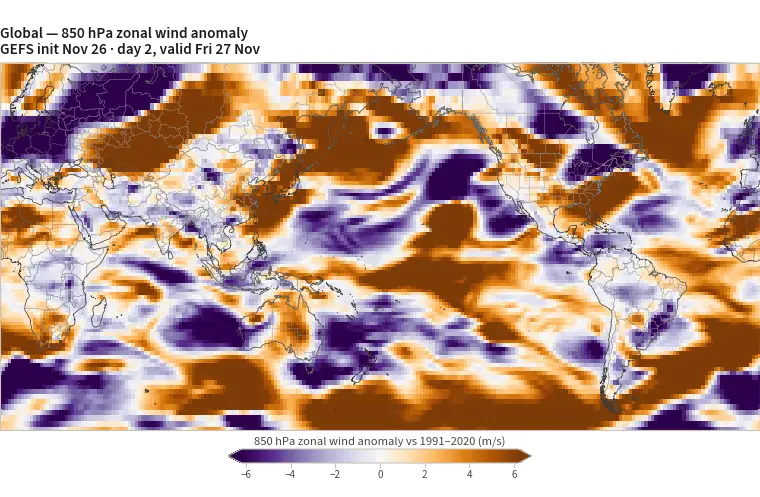 Global — 850 hPa zonal wind anomaly
GEFS init Nov 26 · day 2, valid Fri 27 Nov
850 hPa zonal wind anomaly vs 1991–2020 (m/s)
−6 −4 −2 0 2 4 6